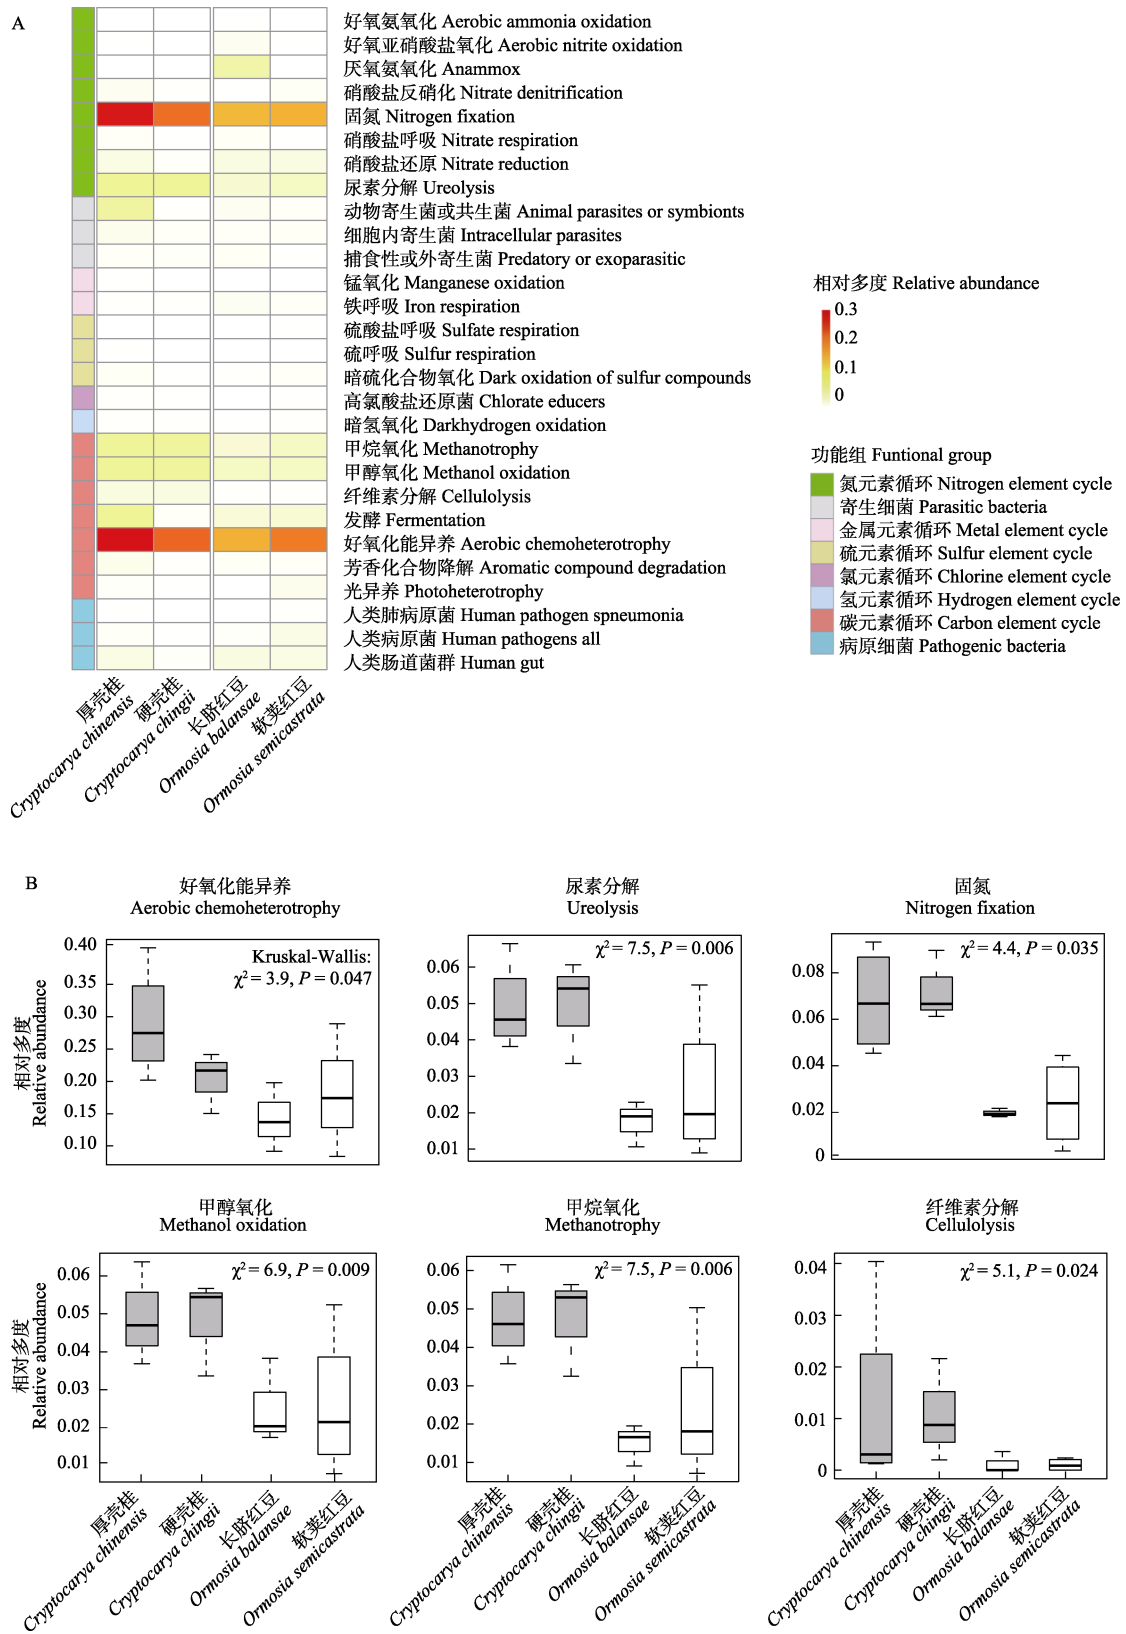 A
好氧氨氧化 Aerobic ammonia oxidation
好氧亚硝酸盐氧化 Aerobic nitrite oxidation
厌氧氨氧化 Anammox
硝酸盐反硝化 Nitrate denitrification
固氮 Nitrogen fixation
硝酸盐呼吸 Nitrate respiration
硝酸盐还原 Nitrate reduction
尿素分解 Ureolysis
动物寄生菌或共生菌 Animal parasites or symbionts
细胞内寄生菌 Intracellular parasites
捕食性或外寄生菌 Predatory or exoparasitic
锰氧化 Manganese oxidation
铁呼吸 Iron respiration
硫酸盐呼吸 Sulfate respiration
硫呼吸 Sulfur respiration
暗硫化合物氧化 Dark oxidation of sulfur compounds
高氯酸盐还原菌 Chlorate educers
暗氢氧化 Darkhydrogen oxidation
甲烷氧化 Methanotrophy
甲醇氧化 Methanol oxidation
纤维素分解 Cellulolysis
发酵 Fermentation
好氧化能异养 Aerobic chemoheterotrophy
芳香化合物降解 Aromatic compound degradation
光异养 Photoheterotrophy
人类肺病原菌 Human pathogen spneumonia
人类病原菌 Human pathogens all
人类肠道菌群 Human gut
厚壳桂
Cryptocarya chinensis
硬壳桂
Cryptocarya chingii
长脐红豆
Ormosia balansae
软荚红豆
Ormosia semicastrata
相对多度 Relative abundance
0.3
0.2
0.1
0
功能组 Funtional group
氮元素循环 Nitrogen element cycle
寄生细菌 Parasitic bacteria
金属元素循环 Metal element cycle
硫元素循环 Sulfur element cycle
氯元素循环 Chlorine element cycle
氢元素循环 Hydrogen element cycle
碳元素循环 Carbon element cycle
病原细菌 Pathogenic bacteria
B
好氧化能异养
Aerobic chemoheterotrophy
Kruskal-Wallis:
χ² = 3.9, P = 0.047
0.40
0.35
0.30
0.25
0.20
0.15
0.10
相对多度
Relative abundance
尿素分解
Ureolysis
χ² = 7.5, P = 0.006
0.06
0.05
0.04
0.03
0.02
0.01
固氮
Nitrogen fixation
χ² = 4.4, P = 0.035
0.08
0.06
0.04
0.02
0
甲醇氧化
Methanol oxidation
χ² = 6.9, P = 0.009
0.06
0.05
0.04
0.03
0.02
0.01
相对多度
Relative abundance
厚壳桂
Cryptocarya chinensis
硬壳桂
Cryptocarya chingii
长脐红豆
Ormosia balansae
软荚红豆
Ormosia semicastrata
甲烷氧化
Methanotrophy
χ² = 7.5, P = 0.006
0.06
0.05
0.04
0.03
0.02
0.01
厚壳桂
Cryptocarya chinensis
硬壳桂
Cryptocarya chingii
长脐红豆
Ormosia balansae
软荚红豆
Ormosia semicastrata
纤维素分解
Cellulolysis
χ² = 5.1, P = 0.024
0.04
0.03
0.02
0.01
0
厚壳桂
Cryptocarya chinensis
硬壳桂
Cryptocarya chingii
长脐红豆
Ormosia balansae
软荚红豆
Ormosia semicastrata